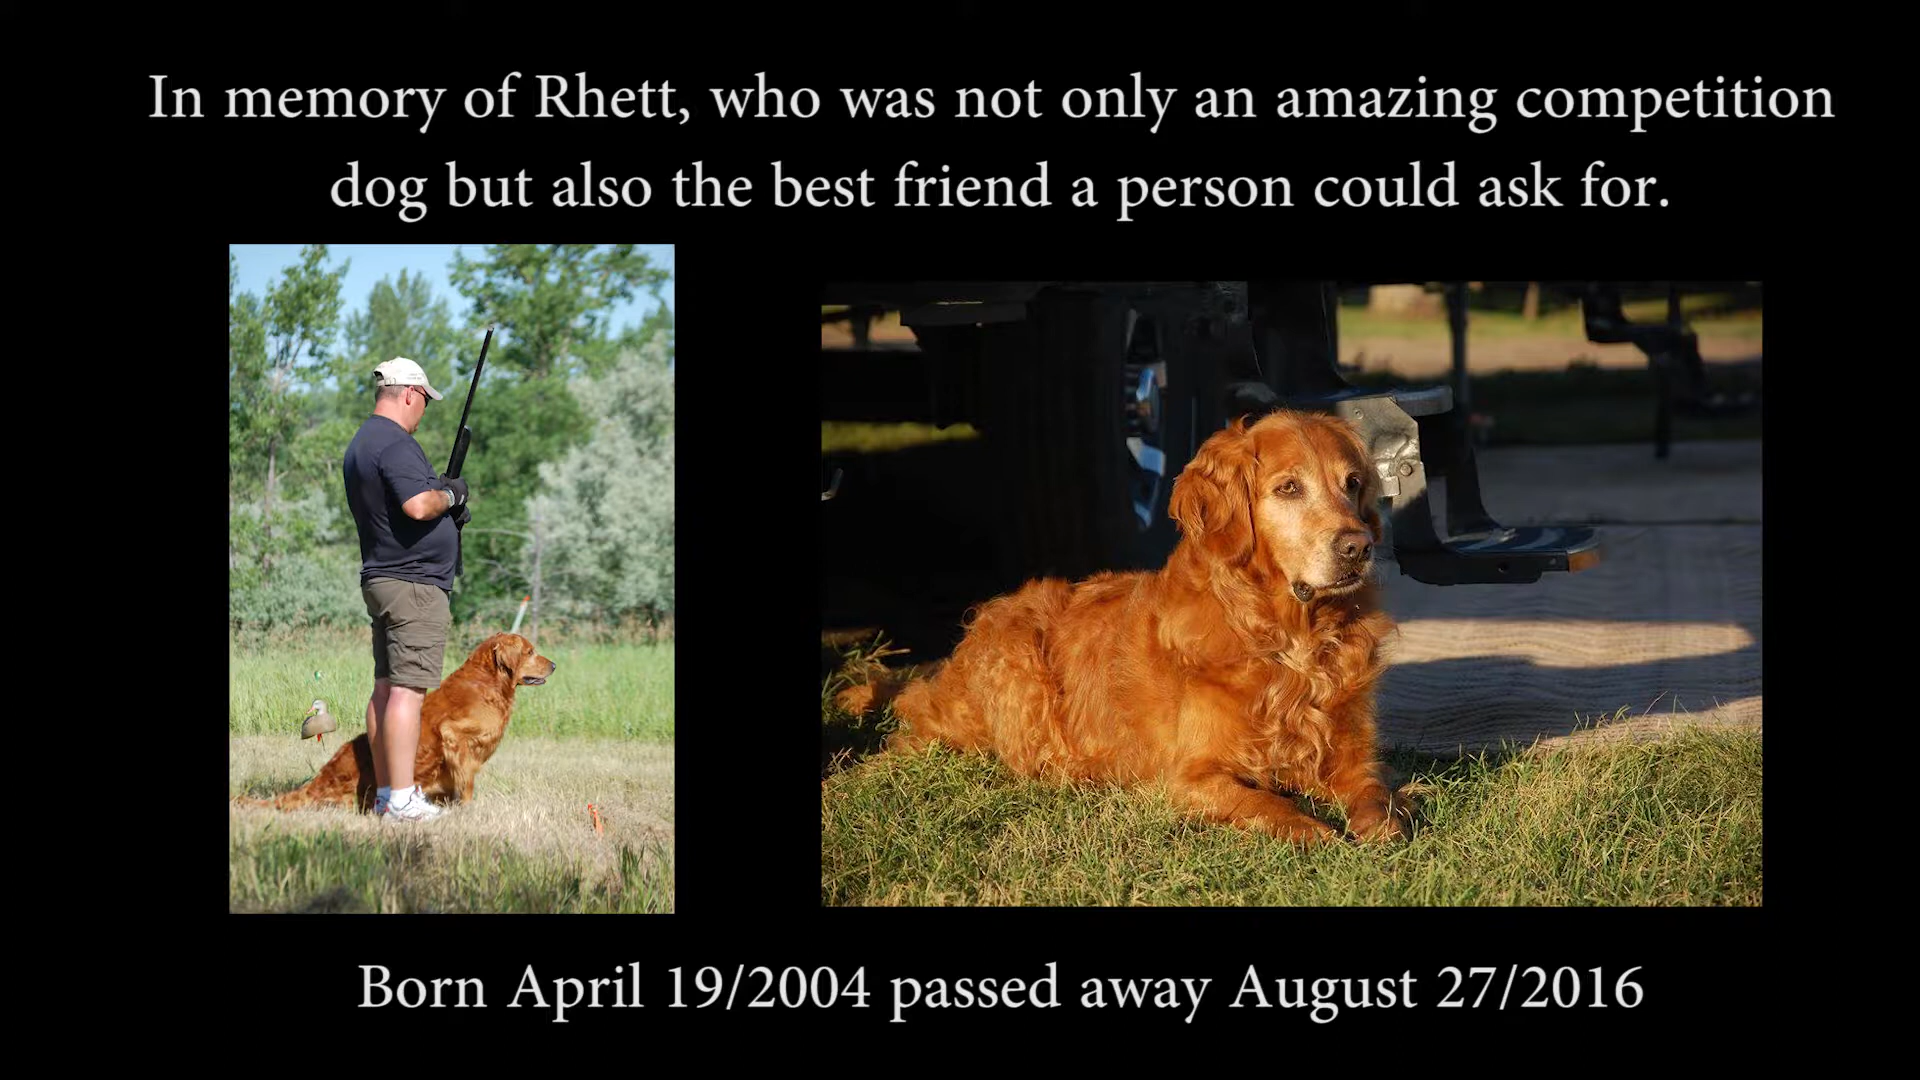 In memory of Rhett, who was not only an amazing competition
dog but also the best friend a person could ask for.
Born April 19/2004 passed away August 27/2016